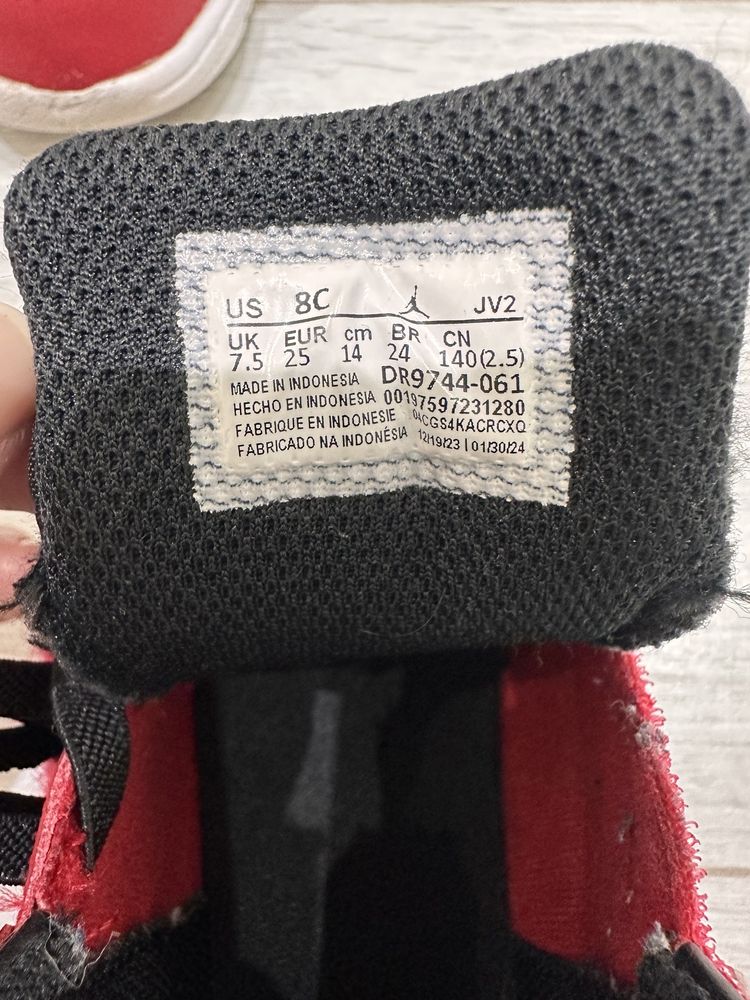 US 8C JV2
UK EUR cm BR CN
7.5 25 14 24 140(2.5)
MADE IN INDONESIA DR9744-061
HECHO EN INDONESIA 00197597231280
FABRIQUE EN INDONESIE 04CGS4KACRCXQ
FABRICADO NA INDONÉSIA 12/19/23 | 01/30/24